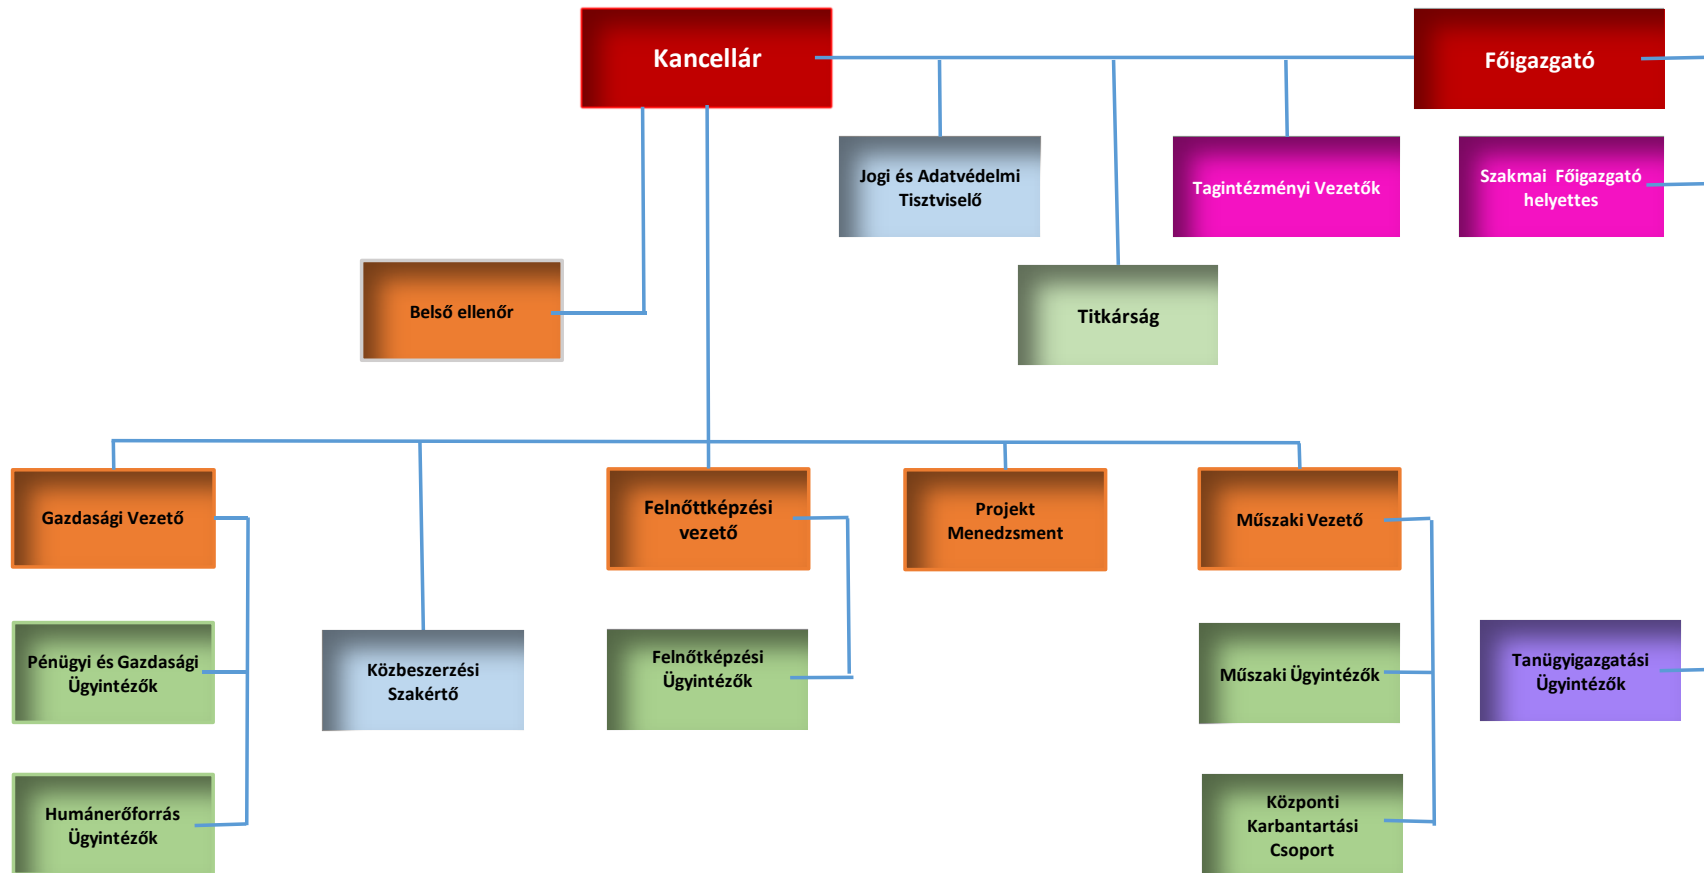 Kancellár
Főigazgató
Jogi és Adatvédelmi
Tisztviselő
Tagintézményi Vezetők
Szakmai Főigazgató
helyettes
Belső ellenőr
Titkárság
Gazdasági Vezető
Felnőttképzési
vezető
Projekt
Menedzsment
Műszaki Vezető
Pénügyi és Gazdasági
Ügyintézők
Közbeszerzési
Szakértő
Felnőtképzési
Ügyintézők
Műszaki Ügyintézők
Tanügyigazgatási
Ügyintézők
Humánerőforrás
Ügyintézők
Központi
Karbantartási
Csoport